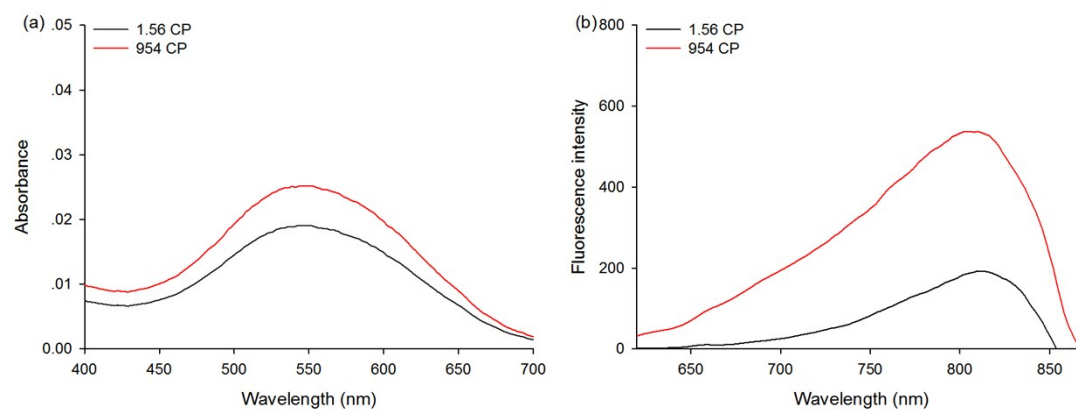 (a)
1.56 CP
954 CP
.05
.04
.03
.02
.01
0.00
Absorbance
400 450 500 550 600 650 700
Wavelength (nm)
(b)
1.56 CP
954 CP
800
600
400
200
0
Fluorescence intensity
650 700 750 800 850
Wavelength (nm)